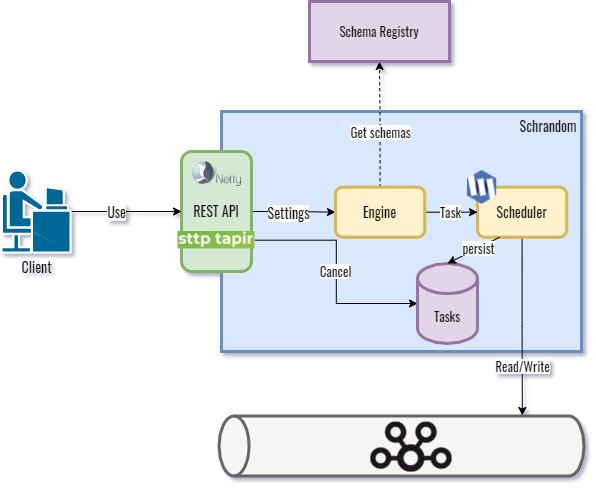 Schema Registry
Get schemas
Schrandom
Netty
REST API
sttp tapir
Use
Settings
Engine
Task
Scheduler
Client
Cancel
persist
Tasks
Read/Write